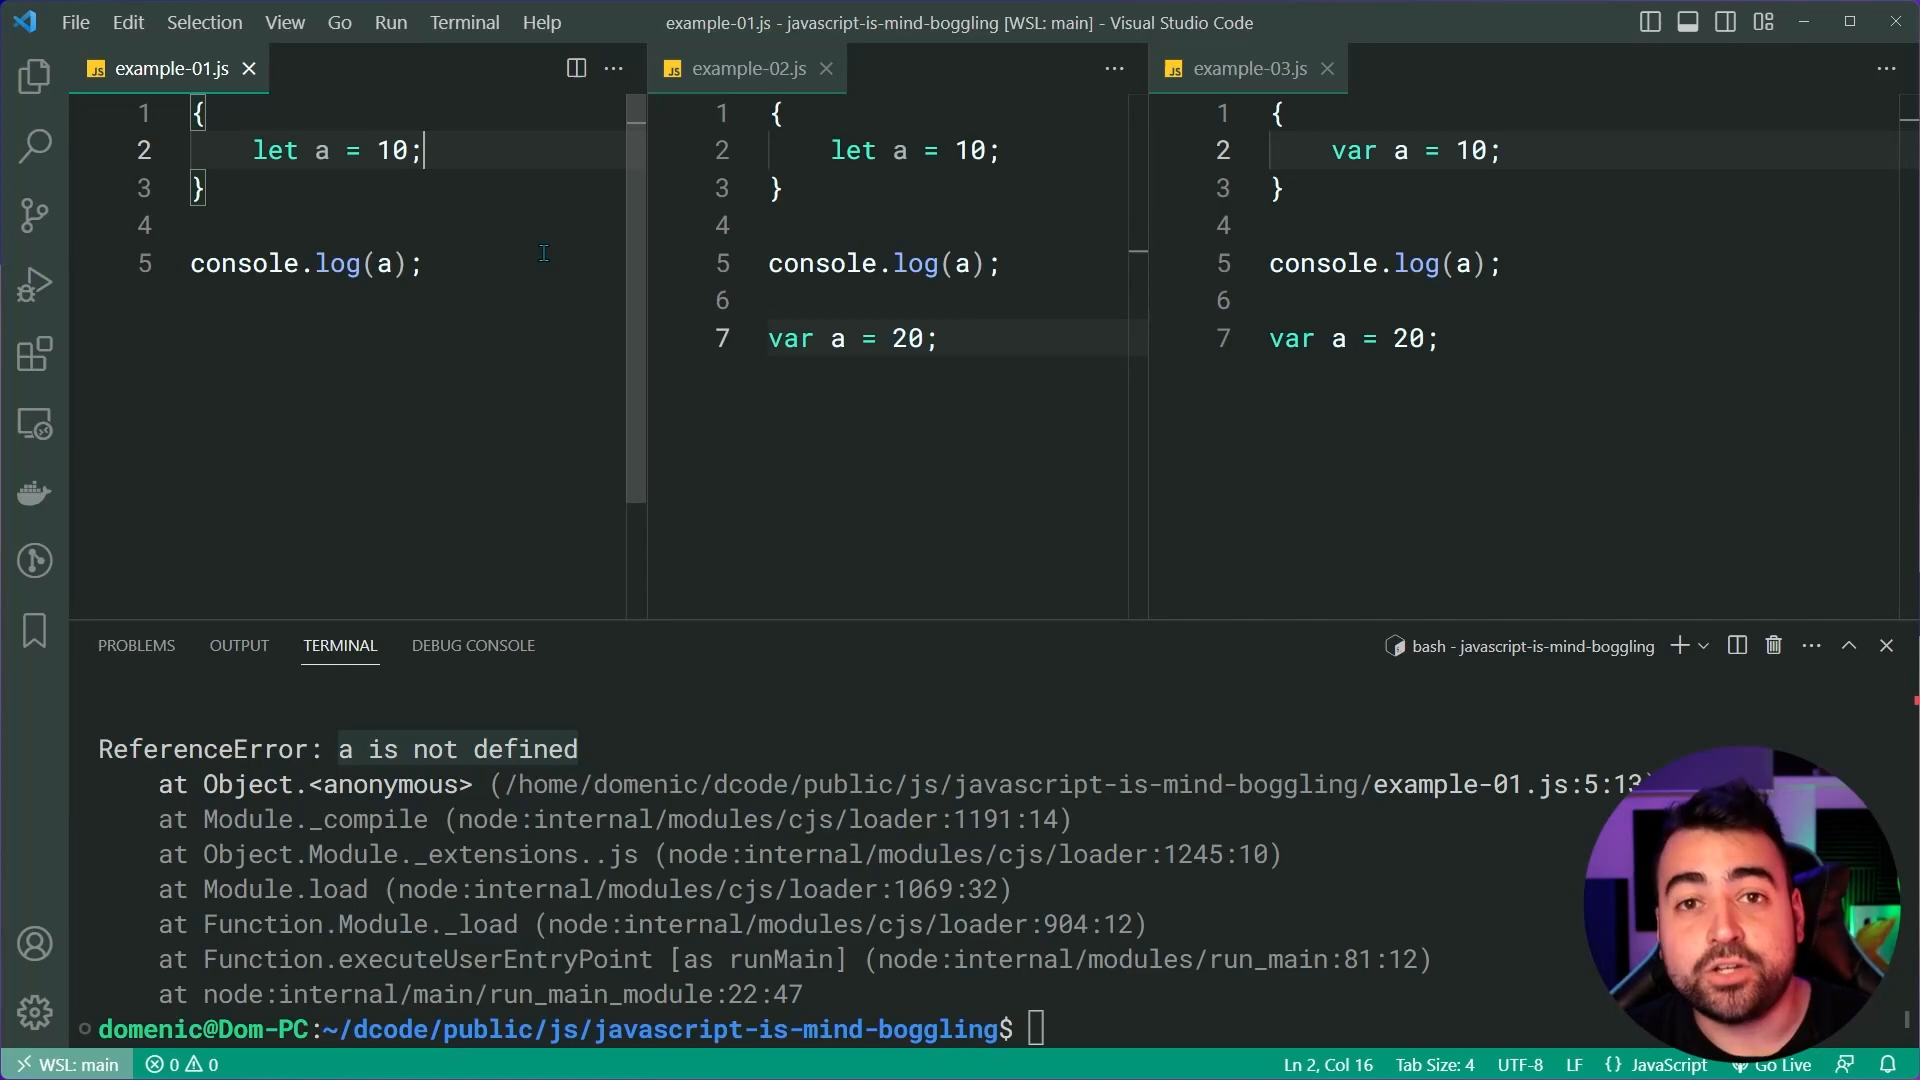 File Edit Selection View Go Run Terminal Help
example-01.js - javascript-is-mind-boggling [WSL: main] - Visual Studio Code
JS example-01.js
1 {
2 let a = 10;
3 }
4
5 console.log(a);
JS example-02.js
1 {
2 let a = 10;
3 }
4
5 console.log(a);
6
7 var a = 20;
JS example-03.js
1 {
2 var a = 10;
3 }
4
5 console.log(a);
6
7 var a = 20;
PROBLEMS OUTPUT TERMINAL DEBUG CONSOLE
bash - javascript-is-mind-boggling
ReferenceError: a is not defined
at Object.<anonymous> (/home/domenic/dcode/public/js/javascript-is-mind-boggling/example-01.js:5:13)
at Module._compile (node:internal/modules/cjs/loader:1191:14)
at Object.Module._extensions..js (node:internal/modules/cjs/loader:1245:10)
at Module.load (node:internal/modules/cjs/loader:1069:32)
at Function.Module._load (node:internal/modules/cjs/loader:904:12)
at Function.executeUserEntryPoint [as runMain] (node:internal/modules/run_main:81:12)
at node:internal/main/run_main_module:22:47
domenic@Dom-PC:~/dcode/public/js/javascript-is-mind-boggling$
WSL: main 0 0
Ln 2, Col 16 Tab Size: 4 UTF-8 LF {} JavaScript Go Live